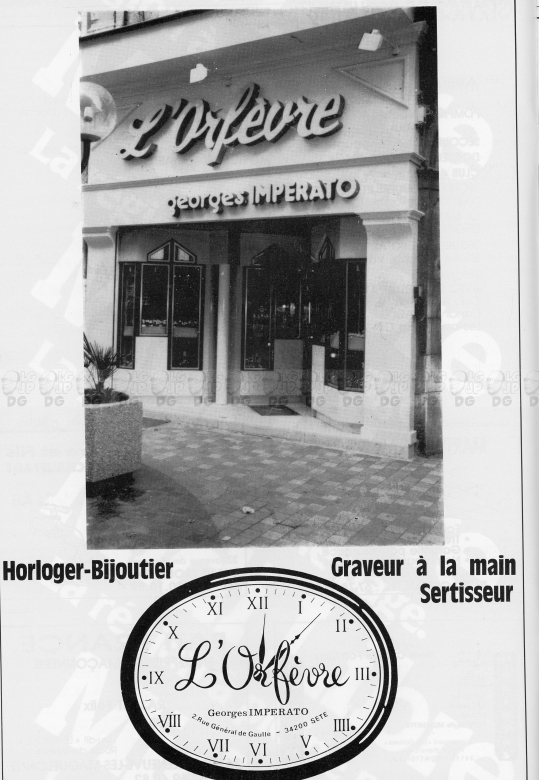 L'Orfèvre
georges IMPERATO
Horloger-Bijoutier
Graveur à la main
Sertisseur
XII
I
II
III
IIII
V
VI
VII
VIII
IX
X
XI
L'Orfèvre
Georges IMPERATO
2, Rue Général de Gaulle - 34200 SETE